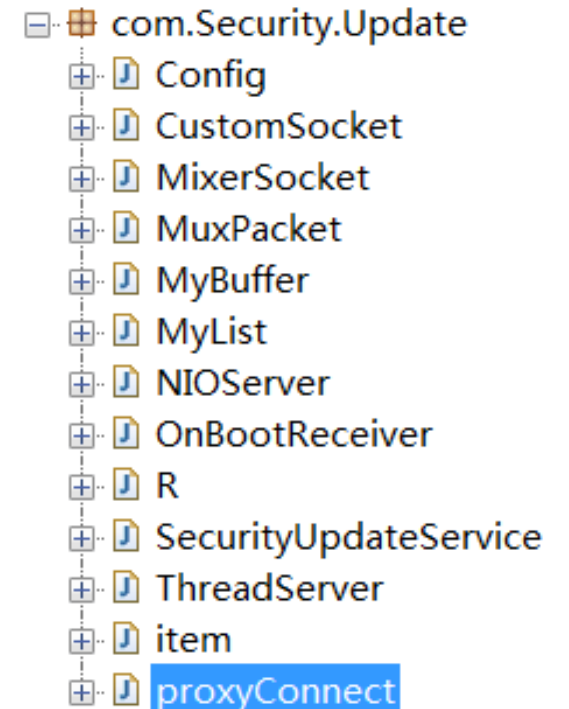 com.Security.Update
Config
CustomSocket
MixerSocket
MuxPacket
MyBuffer
MyList
NIOServer
OnBootReceiver
R
SecurityUpdateService
ThreadServer
item
proxyConnect